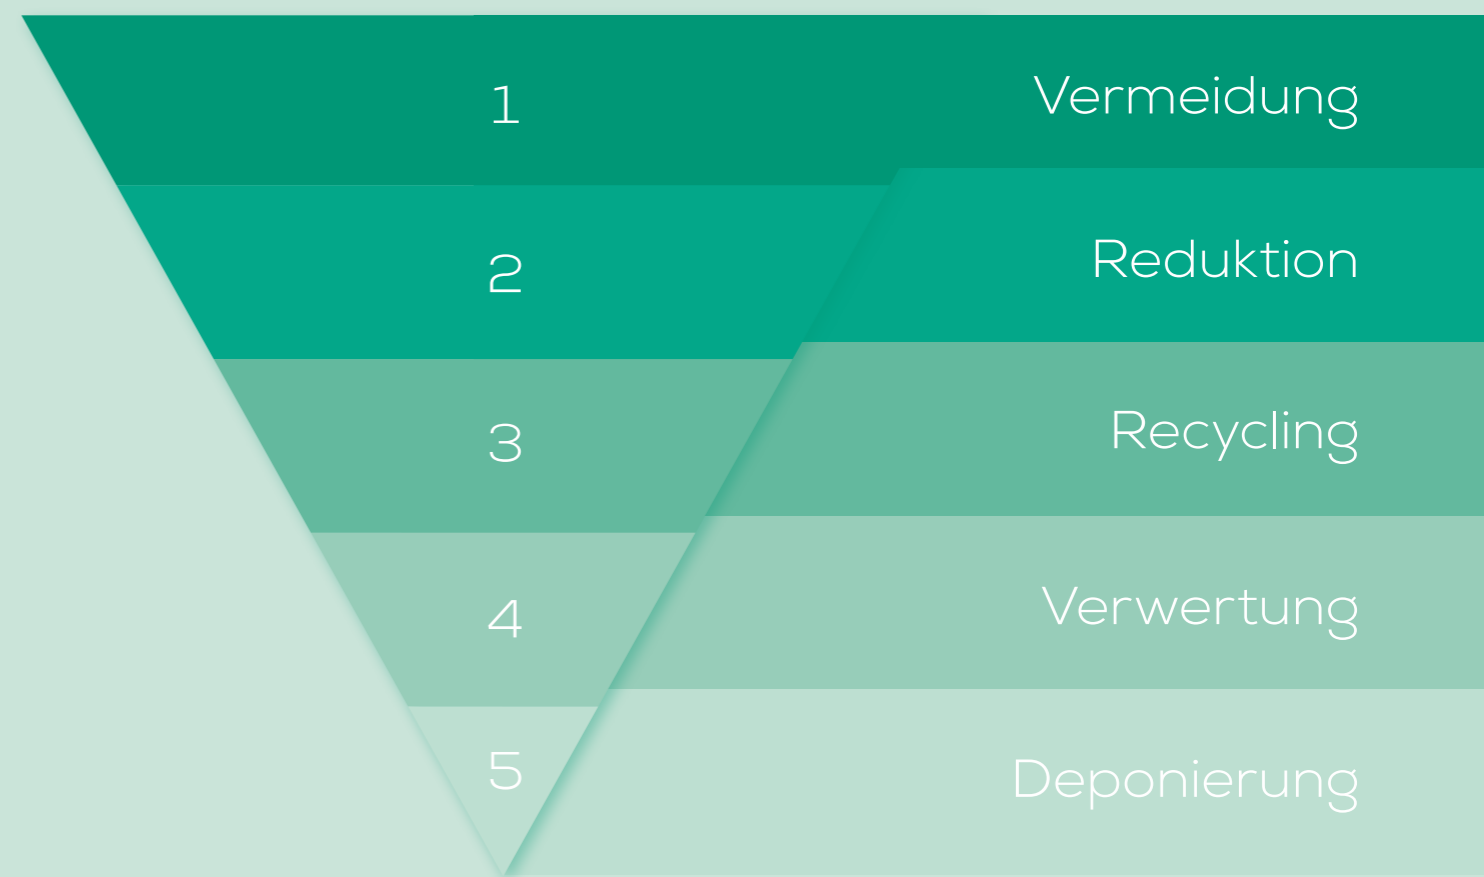 1 Vermeidung
2 Reduktion
3 Recycling
4 Verwertung
5 Deponierung